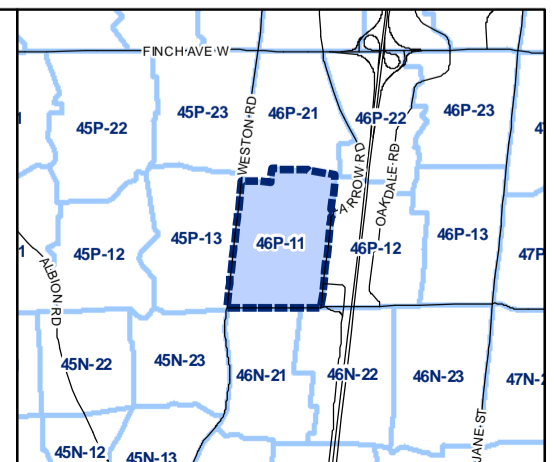 FINCH AVE W
45P-22
45P-23
46P-21
46P-22
46P-23
WESTON RD
ARROW RD
OAKDALE RD
45P-12
45P-13
46P-11
46P-12
46P-13
47P
ALBION RD
45N-22
45N-23
46N-21
46N-22
46N-23
47N-2
JANE ST
45N-12
45N-13